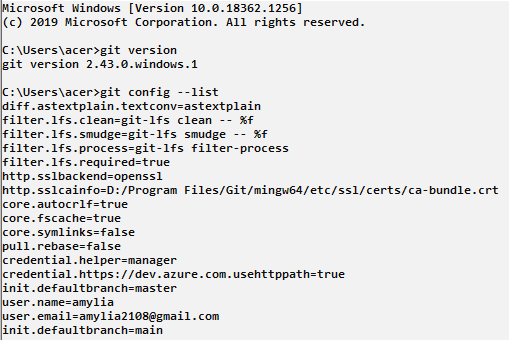 Microsoft Windows [Version 10.0.18362.1256]
(c) 2019 Microsoft Corporation. All rights reserved.
C:\Users\acer>git version
git version 2.43.0.windows.1
C:\Users\acer>git config --list
diff.astextplain.textconv=astextplain
filter.lfs.clean=git-lfs clean -- %f
filter.lfs.smudge=git-lfs smudge -- %f
filter.lfs.process=git-lfs filter-process
filter.lfs.required=true
http.sslbackend=openssl
http.sslcainfo=D:/Program Files/Git/mingw64/etc/ssl/certs/ca-bundle.crt
core.autocrlf=true
core.fscache=true
core.symlinks=false
pull.rebase=false
credential.helper=manager
credential.https://dev.azure.com.usehttppath=true
init.defaultbranch=master
user.name=amylia
user.email=amylia2108@gmail.com
init.defaultbranch=main